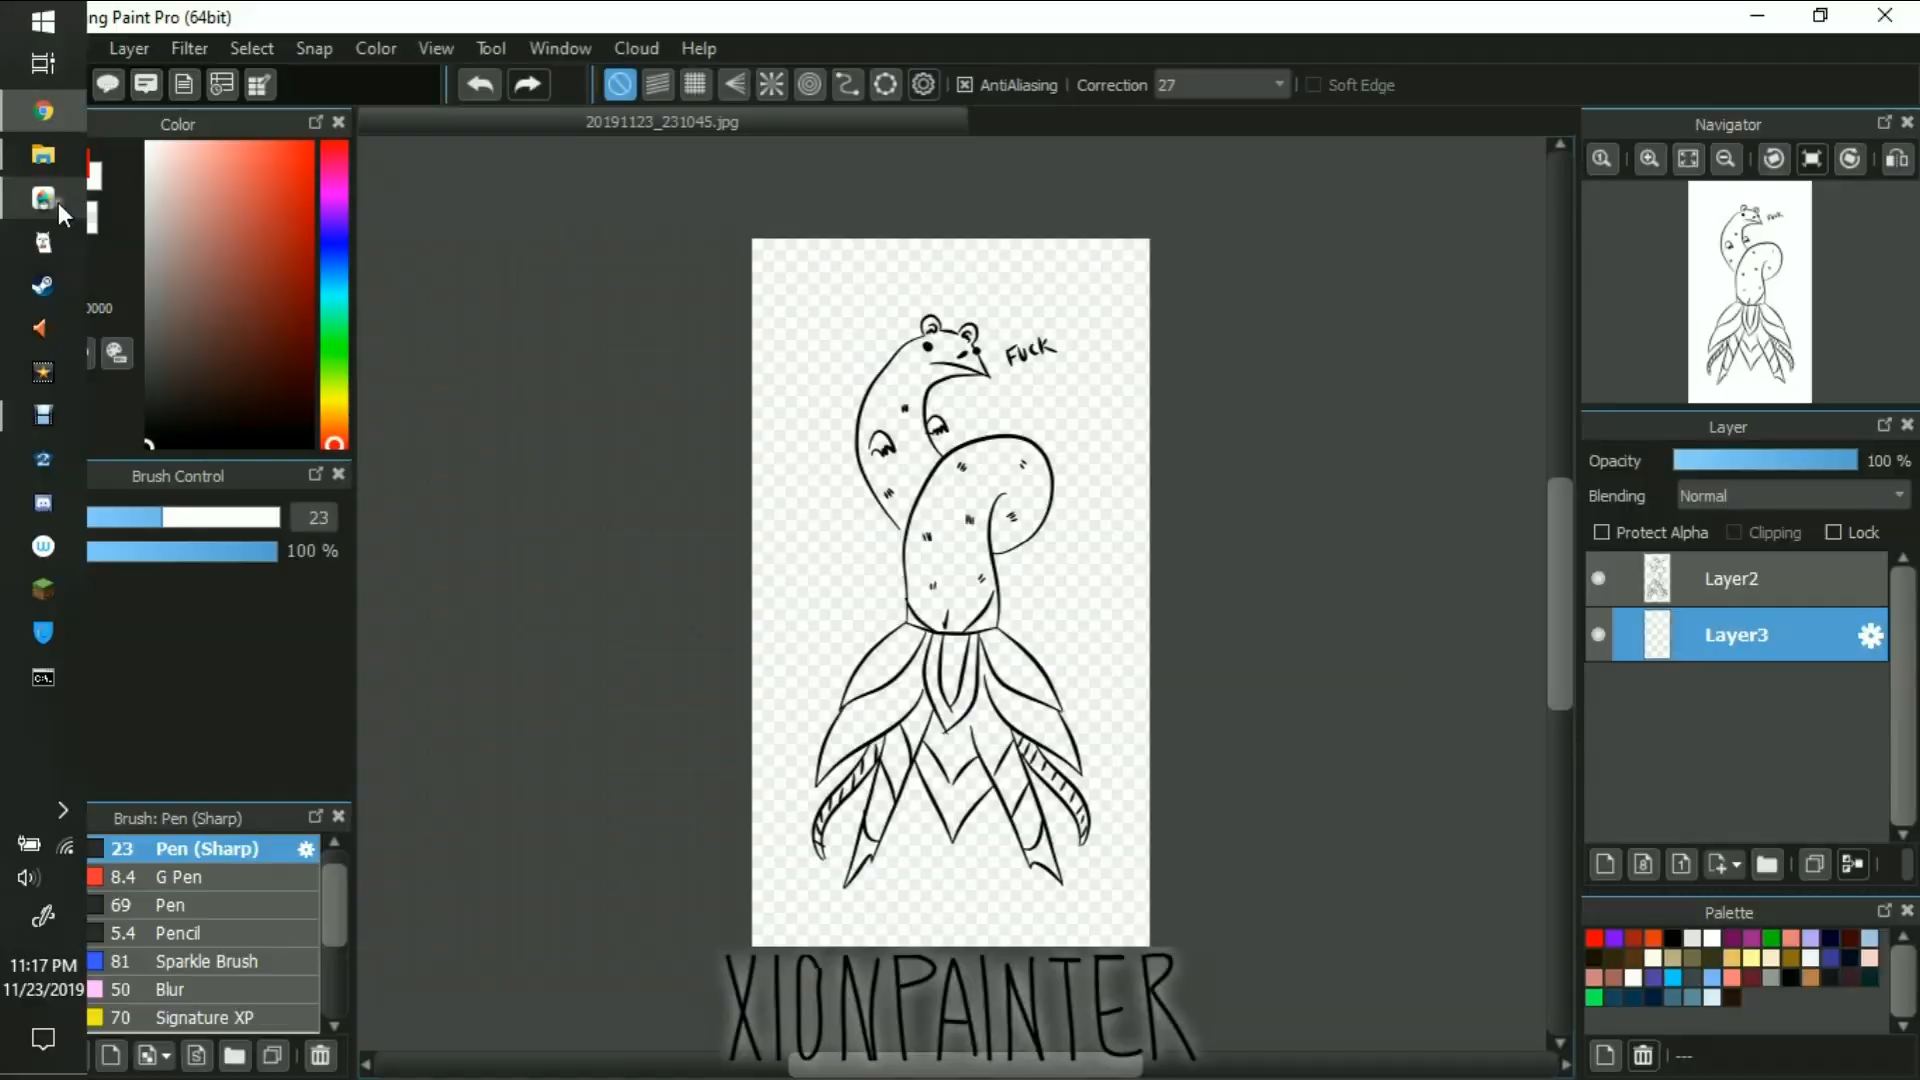 ng Paint Pro (64bit)
Layer Filter Select Snap Color View Tool Window Cloud Help
AntiAliasing Correction 27 Soft Edge
Color
20191123_231045.jpg
Navigator
Fuck
Fuck
0000
Layer
Opacity 100 %
Blending Normal
Protect Alpha Clipping Lock
Layer2
Layer3
Brush Control
23
100 %
Brush: Pen (Sharp)
23 Pen (Sharp)
8.4 G Pen
69 Pen
5.4 Pencil
81 Sparkle Brush
50 Blur
70 Signature XP
11:17 PM
11/23/2019
Palette
---
XIONPAINTER